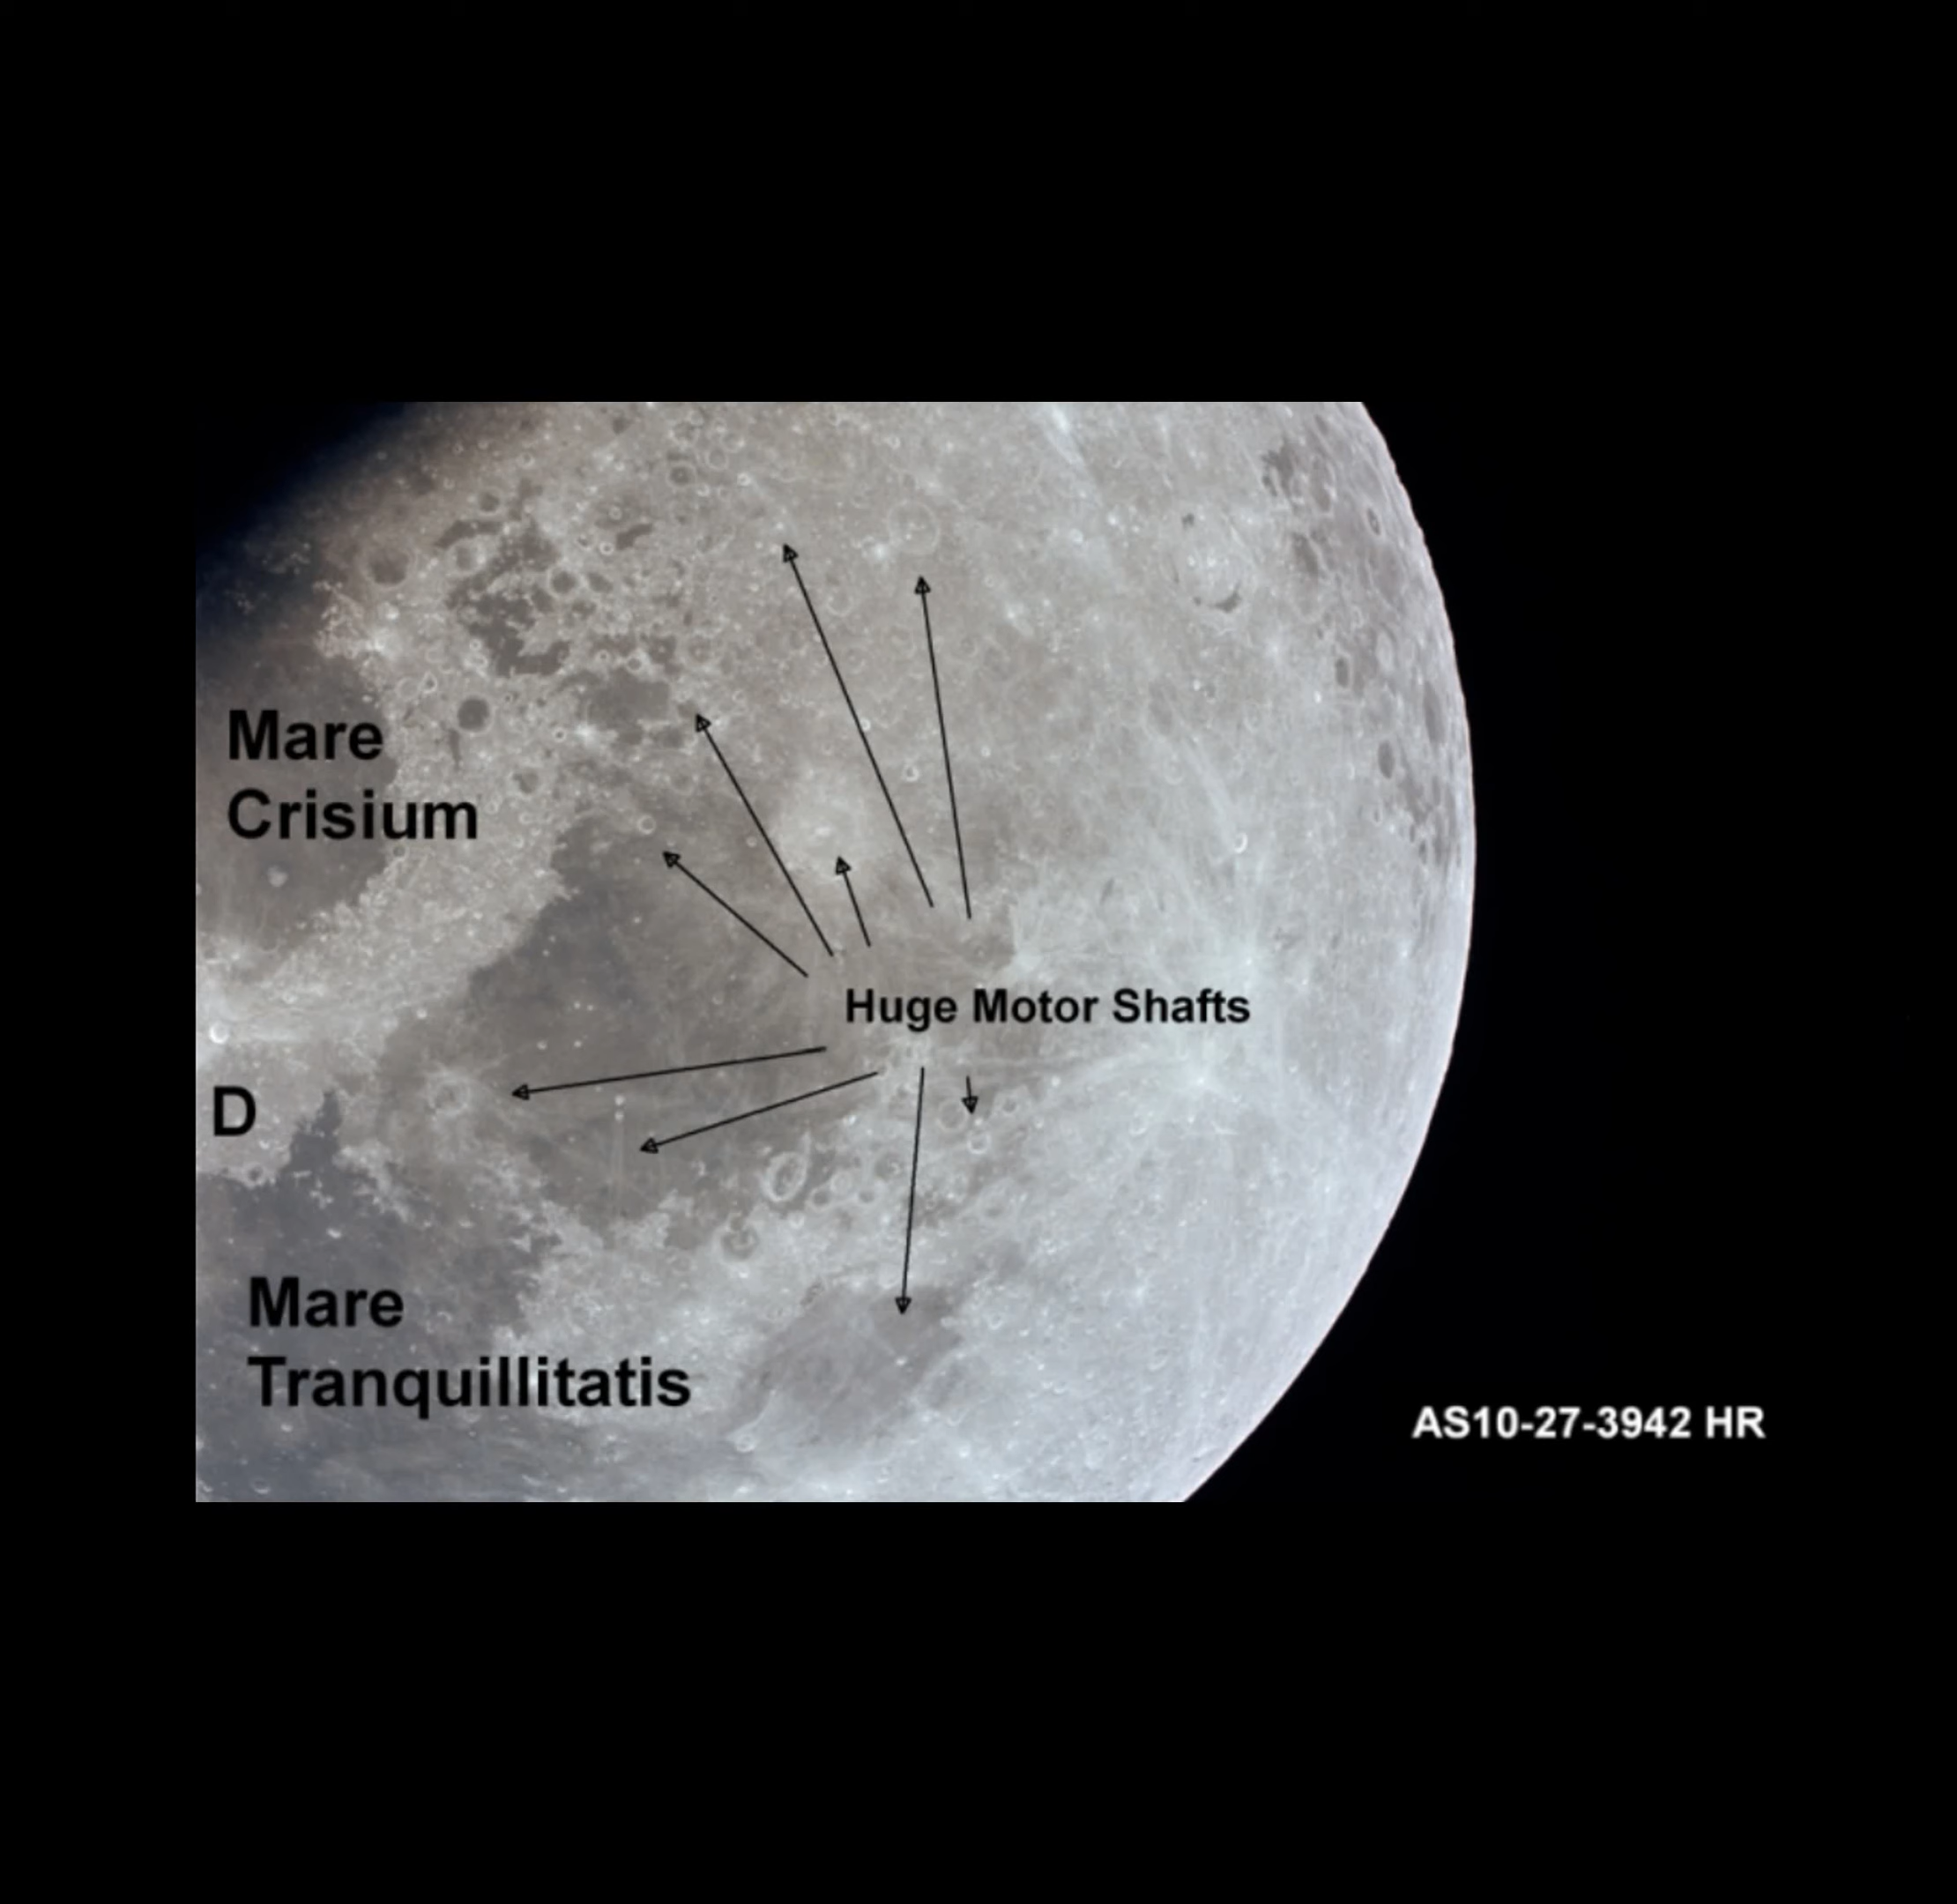 Mare
Crisium
Huge Motor Shafts
D
Mare
Tranquillitatis
AS10-27-3942 HR